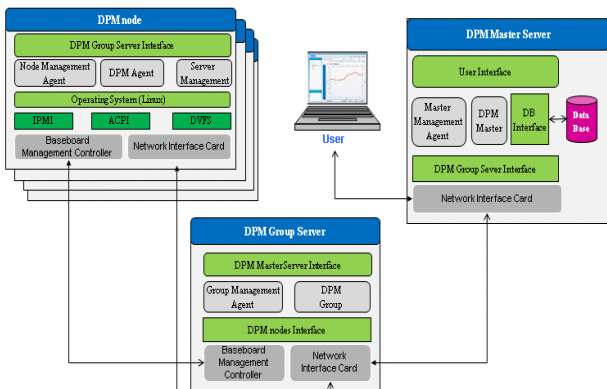 DPM node
DPM Group Server Interface
Node Management
Agent
DPM Agent
Server
Management
Operating System (Linux)
IPMI
ACPI
DVFS
Baseboard
Management Controller
Network Interface Card
User
DPM Master Server
User Interface
Master
Management
Agent
DPM
Master
DB
Interface
Data
Base
DPM Group Sever Interface
Network Interface Card
DPM Group Server
DPM MasterServer Interface
Group Management
Agent
DPM
Group
DPM nodes Interface
Baseboard
Management
Controller
Network
Interface Card